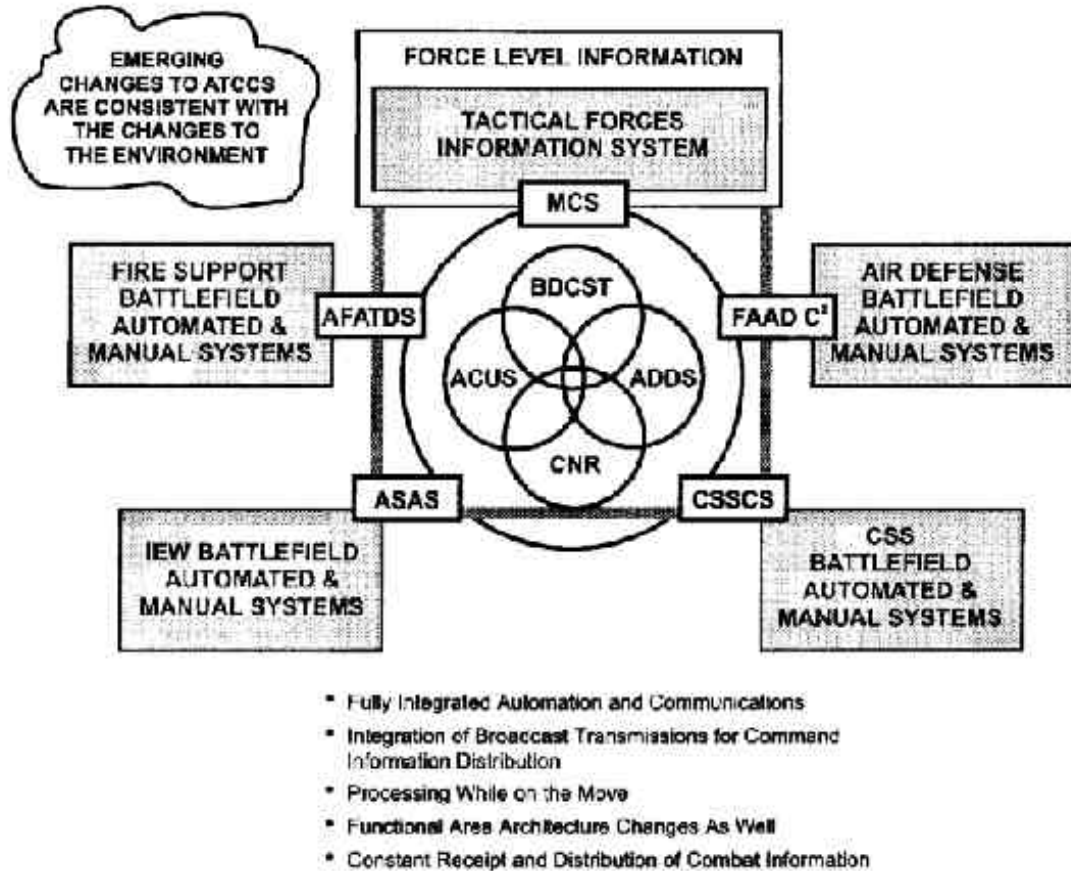 EMERGING
CHANGES TO ATCCS
ARE CONSISTENT WITH
THE CHANGES TO
THE ENVIRONMENT
FORCE LEVEL INFORMATION
TACTICAL FORCES
INFORMATION SYSTEM
MCS
FIRE SUPPORT
BATTLEFIELD
AUTOMATED &
MANUAL SYSTEMS
AFATDS
BDCST
ACUS
ADDS
CNR
FAAD C²
AIR DEFENSE
BATTLEFIELD
AUTOMATED &
MANUAL SYSTEMS
ASAS
CSSCS
IEW BATTLEFIELD
AUTOMATED &
MANUAL SYSTEMS
CSS
BATTLEFIELD
AUTOMATED &
MANUAL SYSTEMS
* Fully Integrated Automation and Communications
* Integration of Broadcast Transmissions for Command
Information Distribution
* Processing While on the Move
* Functional Area Architecture Changes As Well
* Constant Receipt and Distribution of Combat Information